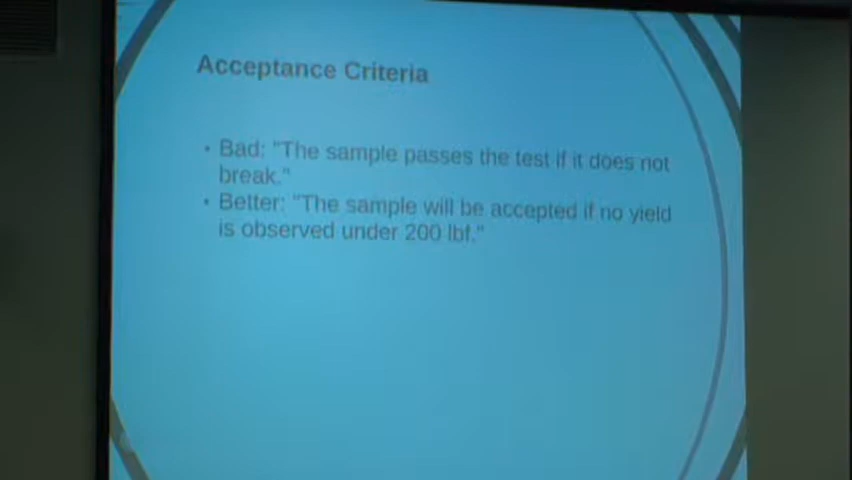 Acceptance Criteria
• Bad: "The sample passes the test if it does not
break."
• Better: "The sample will be accepted if no yield
is observed under 200 lbf."